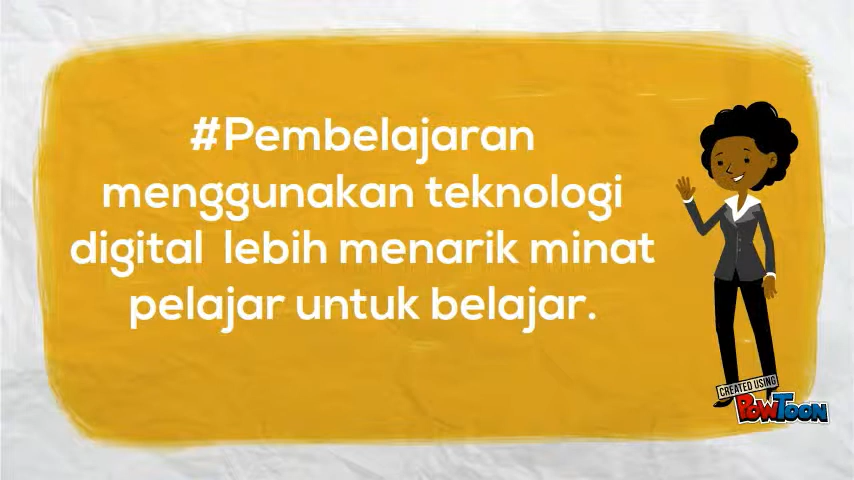 #Pembelajaran
menggunakan teknologi
digital lebih menarik minat
pelajar untuk belajar.
CREATED USING
POWTOON